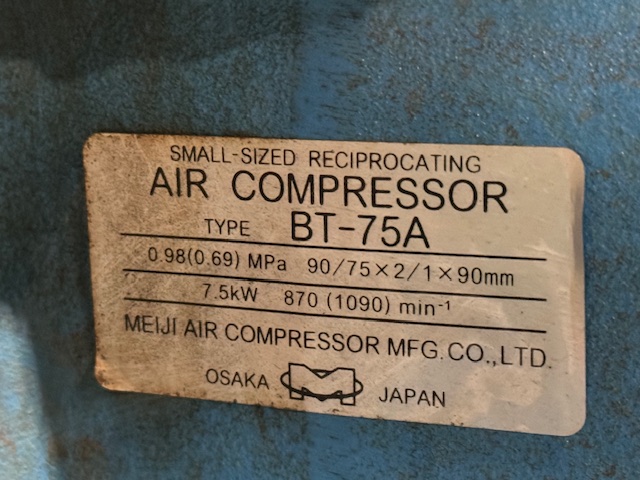 SMALL-SIZED RECIPROCATING
AIR COMPRESSOR
TYPE BT-75A
0.98(0.69) MPa 90/75×2/1×90mm
7.5kW 870 (1090) min⁻¹
MEIJI AIR COMPRESSOR MFG.CO.,LTD.
OSAKA M JAPAN